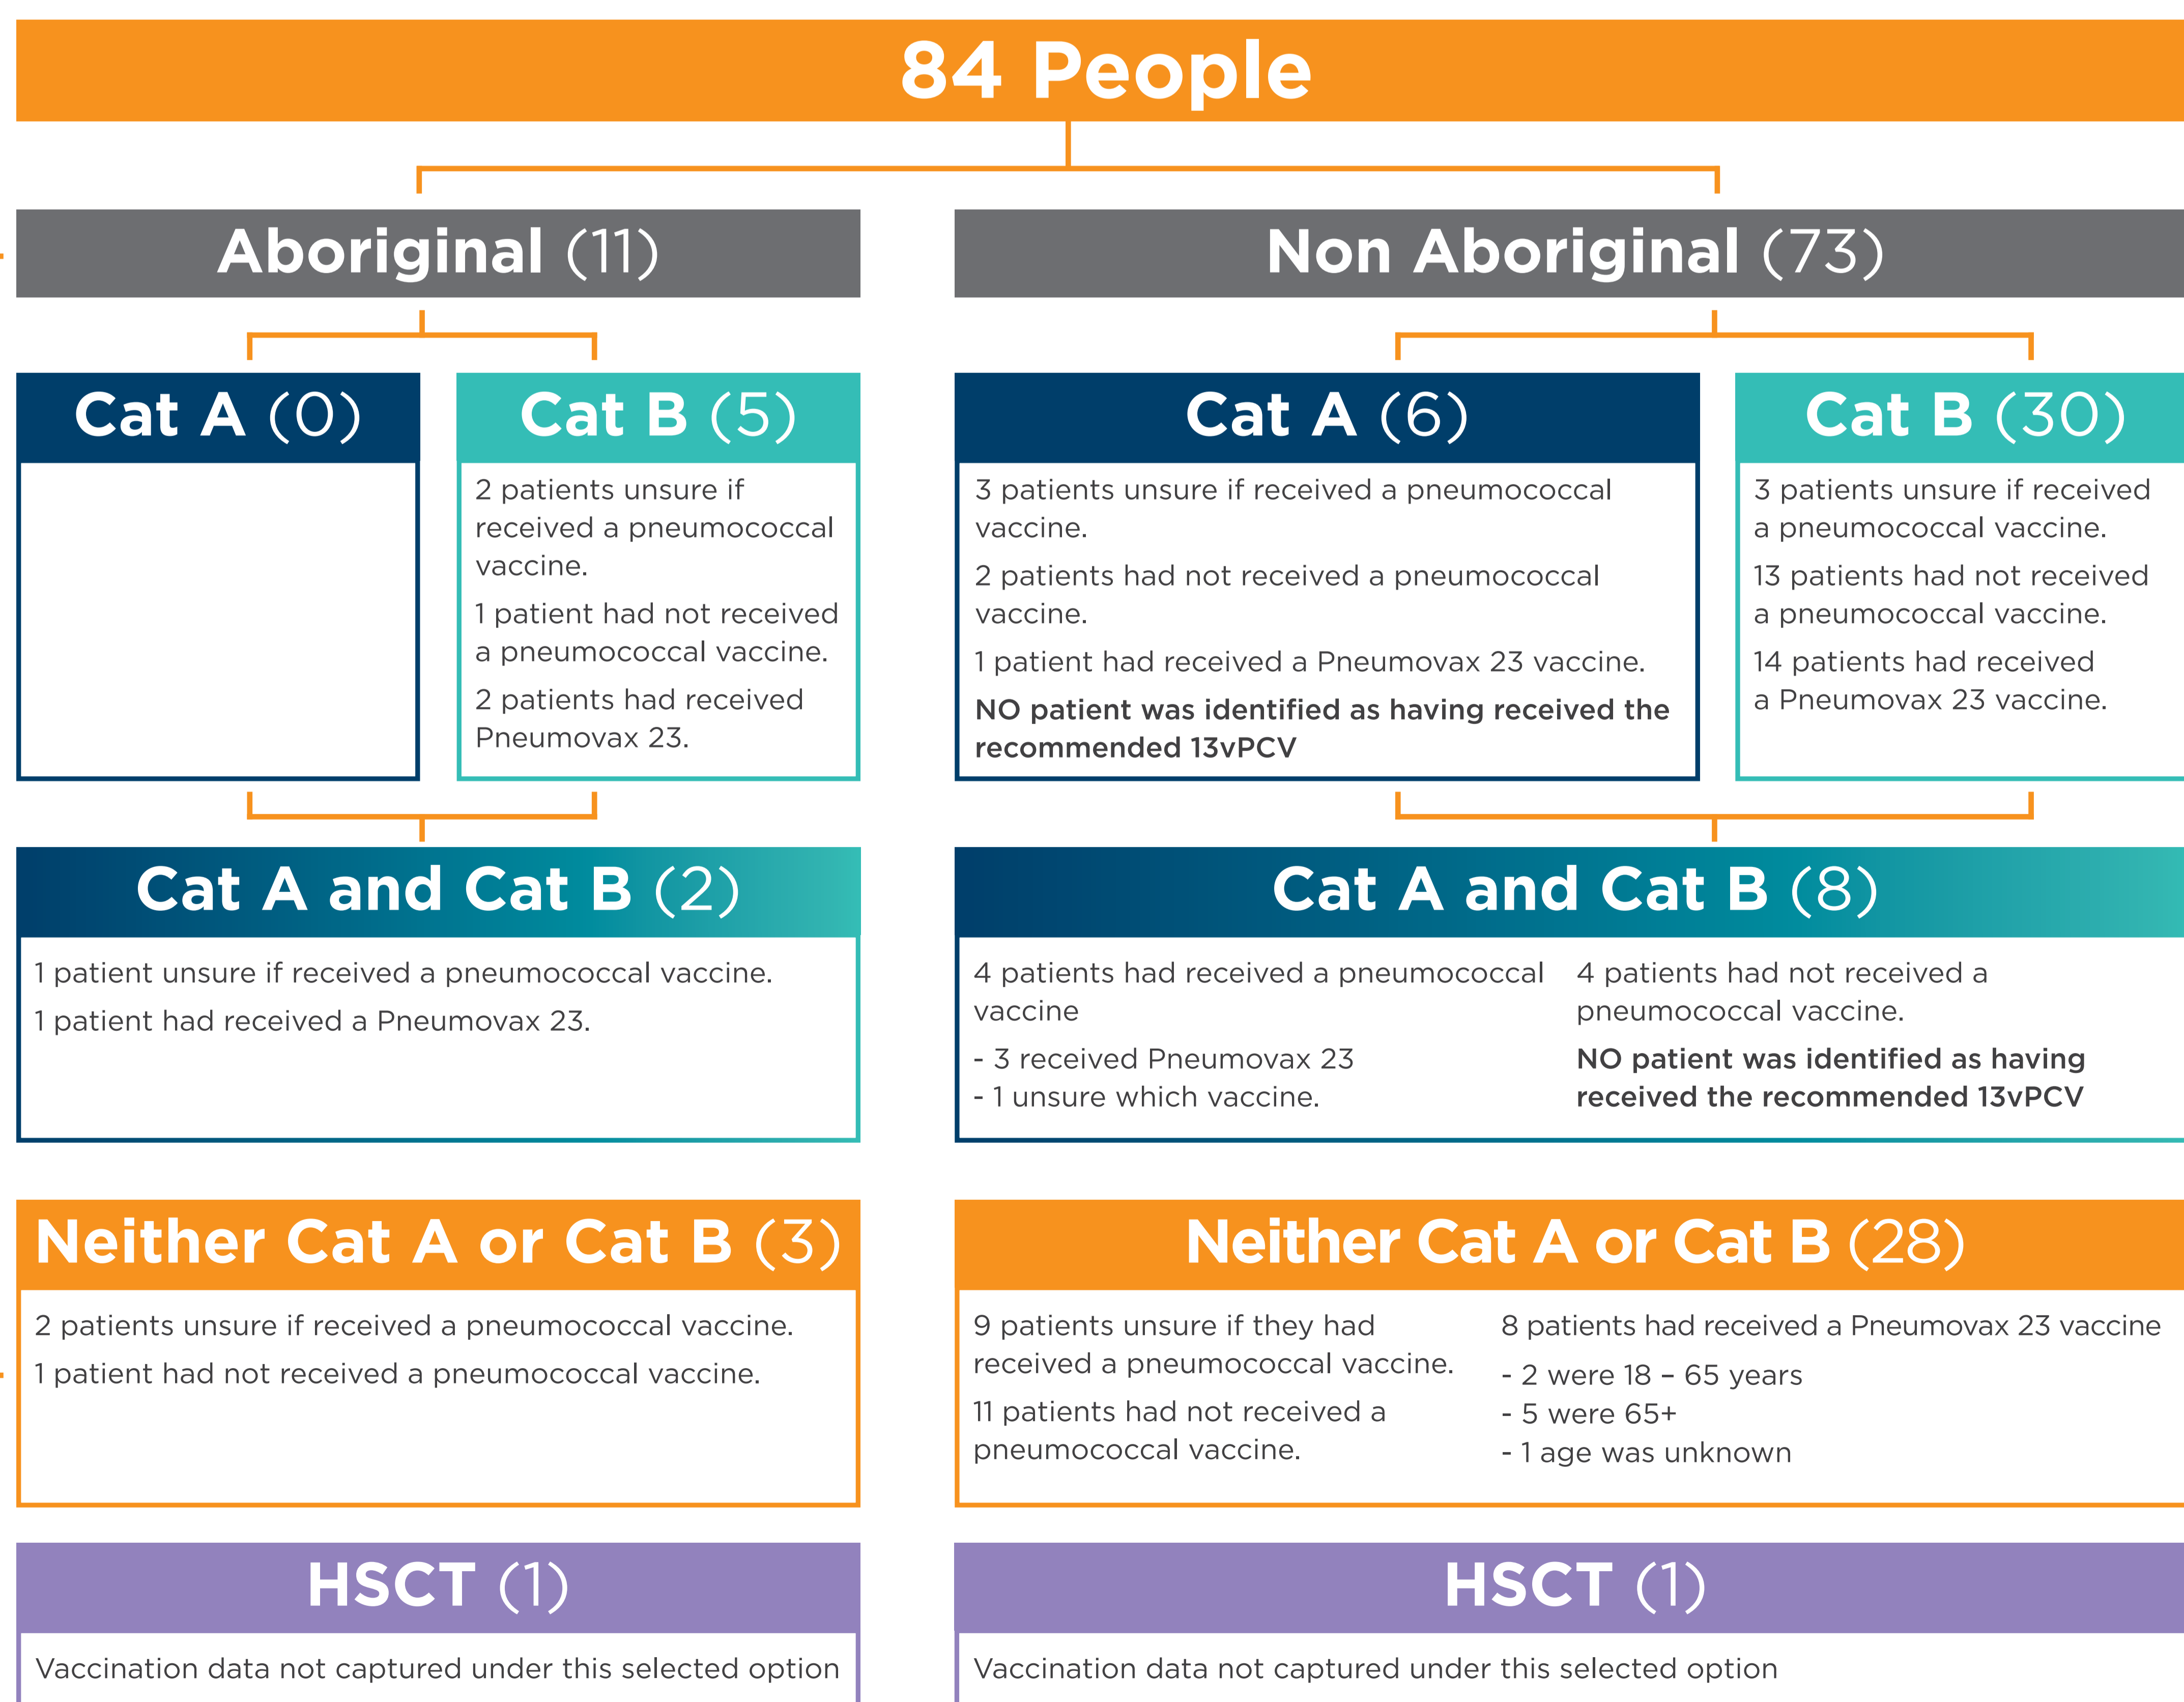 84 People
Aboriginal (11)
Non Aboriginal (73)
Cat A (0)
Cat B (5)
2 patients unsure if
received a pneumococcal
vaccine.
1 patient had not received
a pneumococcal vaccine.
2 patients had received
Pneumovax 23.
Cat A (6)
3 patients unsure if received a pneumococcal
vaccine.
2 patients had not received a pneumococcal
vaccine.
1 patient had received a Pneumovax 23 vaccine.
NO patient was identified as having received the
recommended 13vPCV
Cat B (30)
3 patients unsure if received
a pneumococcal vaccine.
13 patients had not received
a pneumococcal vaccine.
14 patients had received
a Pneumovax 23 vaccine.
Cat A and Cat B (2)
1 patient unsure if received a pneumococcal vaccine.
1 patient had received a Pneumovax 23.
Cat A and Cat B (8)
4 patients had received a pneumococcal
vaccine
- 3 received Pneumovax 23
- 1 unsure which vaccine.
4 patients had not received a
pneumococcal vaccine.
NO patient was identified as having
received the recommended 13vPCV
Neither Cat A or Cat B (3)
2 patients unsure if received a pneumococcal vaccine.
1 patient had not received a pneumococcal vaccine.
Neither Cat A or Cat B (28)
9 patients unsure if they had
received a pneumococcal vaccine.
11 patients had not received a
pneumococcal vaccine.
8 patients had received a Pneumovax 23 vaccine
- 2 were 18 – 65 years
- 5 were 65+
- 1 age was unknown
HSCT (1)
Vaccination data not captured under this selected option
HSCT (1)
Vaccination data not captured under this selected option